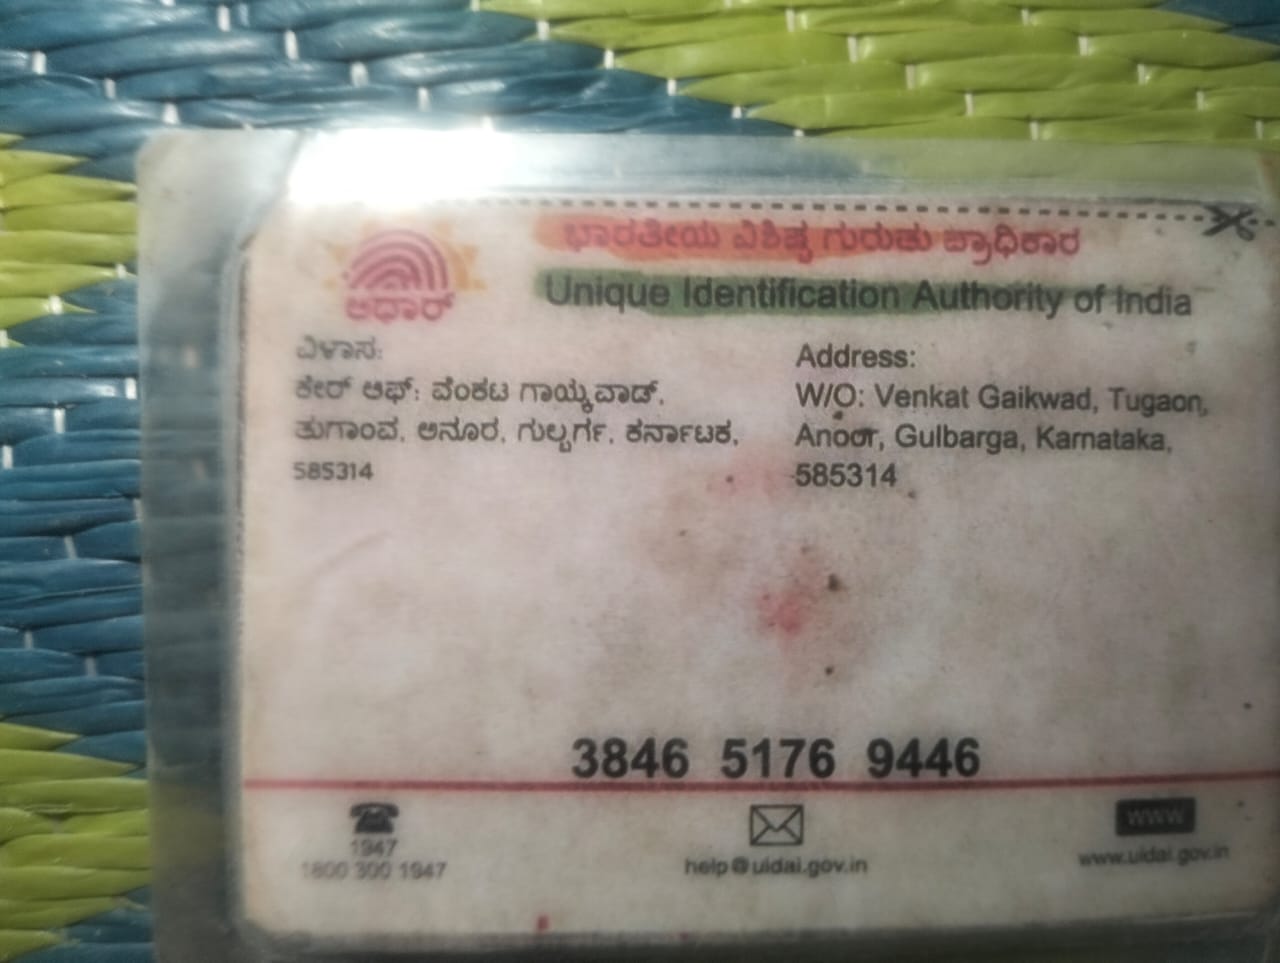 ಭಾರತೀಯ ವಿಶಿಷ್ಟ ಗುರುತು ಪ್ರಾಧಿಕಾರ
ಆಧಾರ್
Unique Identification Authority of India
ವಿಳಾಸ:
ಕೇರ್ ಆಫ್: ವೆಂಕಟ ಗಾಯ್ಕವಾಡ್,
ತುಗಾಂವ, ಅನೂರ, ಗುಲ್ಬರ್ಗ, ಕರ್ನಾಟಕ,
585314
Address:
W/O: Venkat Gaikwad, Tugaon,
Anoor, Gulbarga, Karnataka,
585314
3846 5176 9446
1947
1800 300 1947
help@uidai.gov.in
WWW
www.uidai.gov.in